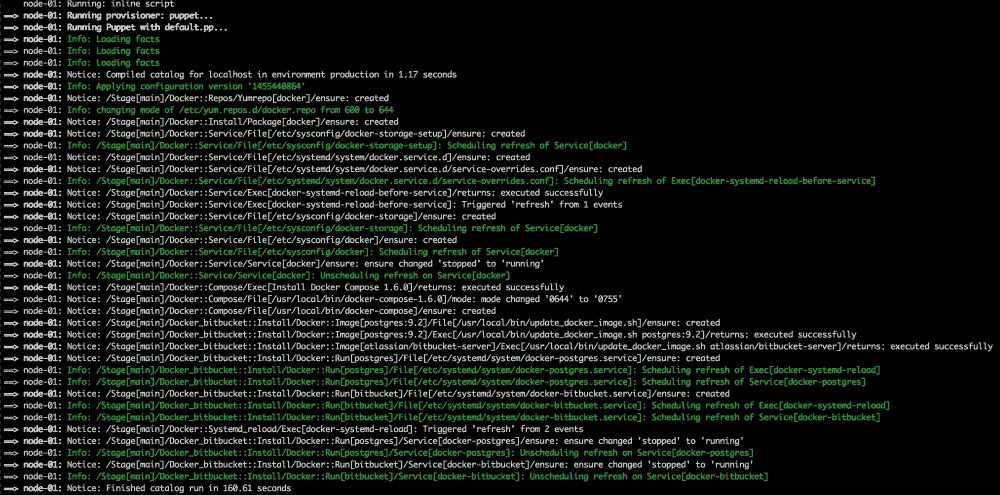 node-01: Running: inline script
==> node-01: Running provisioner: puppet...
==> node-01: Running Puppet with default.pp...
==> node-01: Info: Loading facts
==> node-01: Info: Loading facts
==> node-01: Info: Loading facts
==> node-01: Notice: Compiled catalog for localhost in environment production in 1.17 seconds
==> node-01: Info: Applying configuration version '1455440864'
==> node-01: Notice: /Stage[main]/Docker::Repos/Yumrepo[docker]/ensure: created
==> node-01: Info: changing mode of /etc/yum.repos.d/docker.repo from 600 to 644
==> node-01: Notice: /Stage[main]/Docker::Install/Package[docker]/ensure: created
==> node-01: Notice: /Stage[main]/Docker::Service/File[/etc/sysconfig/docker-storage-setup]/ensure: created
==> node-01: Info: /Stage[main]/Docker::Service/File[/etc/sysconfig/docker-storage-setup]: Scheduling refresh of Service[docker]
==> node-01: Notice: /Stage[main]/Docker::Service/File[/etc/systemd/system/docker.service.d]/ensure: created
==> node-01: Notice: /Stage[main]/Docker::Service/File[/etc/systemd/system/docker.service.d/service-overrides.conf]/ensure: created
==> node-01: Info: /Stage[main]/Docker::Service/File[/etc/systemd/system/docker.service.d/service-overrides.conf]: Scheduling refresh of Exec[docker-systemd-reload-before-service]
==> node-01: Notice: /Stage[main]/Docker::Service/Exec[docker-systemd-reload-before-service]/returns: executed successfully
==> node-01: Notice: /Stage[main]/Docker::Service/Exec[docker-systemd-reload-before-service]: Triggered 'refresh' from 1 events
==> node-01: Notice: /Stage[main]/Docker::Service/File[/etc/sysconfig/docker-storage]/ensure: created
==> node-01: Info: /Stage[main]/Docker::Service/File[/etc/sysconfig/docker-storage]: Scheduling refresh of Service[docker]
==> node-01: Notice: /Stage[main]/Docker::Service/File[/etc/sysconfig/docker]/ensure: created
==> node-01: Info: /Stage[main]/Docker::Service/File[/etc/sysconfig/docker]: Scheduling refresh of Service[docker]
==> node-01: Notice: /Stage[main]/Docker::Service/Service[docker]/ensure: ensure changed 'stopped' to 'running'
==> node-01: Info: /Stage[main]/Docker::Service/Service[docker]: Unscheduling refresh on Service[docker]
==> node-01: Notice: /Stage[main]/Docker::Compose/Exec[Install Docker Compose 1.6.0]/returns: executed successfully
==> node-01: Notice: /Stage[main]/Docker::Compose/File[/usr/local/bin/docker-compose-1.6.0]/mode: mode changed '0644' to '0755'
==> node-01: Notice: /Stage[main]/Docker::Compose/File[/usr/local/bin/docker-compose]/ensure: created
==> node-01: Notice: /Stage[main]/Docker_bitbucket::Install/Docker::Image[postgres:9.2]/File[/usr/local/bin/update_docker_image.sh]/ensure: created
==> node-01: Notice: /Stage[main]/Docker_bitbucket::Install/Docker::Image[postgres:9.2]/Exec[/usr/local/bin/update_docker_image.sh postgres:9.2]/returns: executed successfully
==> node-01: Notice: /Stage[main]/Docker_bitbucket::Install/Docker::Image[atlassian/bitbucket-server]/Exec[/usr/local/bin/update_docker_image.sh atlassian/bitbucket-server]/returns: executed successfully
==> node-01: Notice: /Stage[main]/Docker_bitbucket::Install/Docker::Run[postgres]/File[/etc/systemd/system/docker-postgres.service]/ensure: created
==> node-01: Info: /Stage[main]/Docker_bitbucket::Install/Docker::Run[postgres]/File[/etc/systemd/system/docker-postgres.service]: Scheduling refresh of Exec[docker-systemd-reload]
==> node-01: Info: /Stage[main]/Docker_bitbucket::Install/Docker::Run[postgres]/File[/etc/systemd/system/docker-postgres.service]: Scheduling refresh of Service[docker-postgres]
==> node-01: Notice: /Stage[main]/Docker_bitbucket::Install/Docker::Run[bitbucket]/File[/etc/systemd/system/docker-bitbucket.service]/ensure: created
==> node-01: Info: /Stage[main]/Docker_bitbucket::Install/Docker::Run[bitbucket]/File[/etc/systemd/system/docker-bitbucket.service]: Scheduling refresh of Exec[docker-systemd-reload]
==> node-01: Info: /Stage[main]/Docker_bitbucket::Install/Docker::Run[bitbucket]/File[/etc/systemd/system/docker-bitbucket.service]: Scheduling refresh of Service[docker-bitbucket]
==> node-01: Notice: /Stage[main]/Docker::Systemd_reload/Exec[docker-systemd-reload]: Triggered 'refresh' from 2 events
==> node-01: Notice: /Stage[main]/Docker_bitbucket::Install/Docker::Run[postgres]/Service[docker-postgres]/ensure: ensure changed 'stopped' to 'running'
==> node-01: Info: /Stage[main]/Docker_bitbucket::Install/Docker::Run[postgres]/Service[docker-postgres]: Unscheduling refresh on Service[docker-postgres]
==> node-01: Notice: /Stage[main]/Docker_bitbucket::Install/Docker::Run[bitbucket]/Service[docker-bitbucket]/ensure: ensure changed 'stopped' to 'running'
==> node-01: Info: /Stage[main]/Docker_bitbucket::Install/Docker::Run[bitbucket]/Service[docker-bitbucket]: Unscheduling refresh on Service[docker-bitbucket]
==> node-01: Notice: Finished catalog run in 160.61 seconds